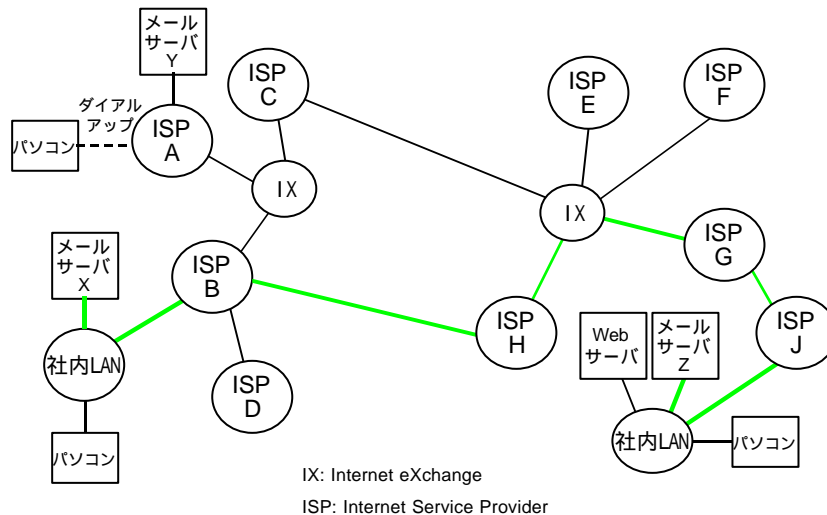 メール
サーバ
Y
ISP
C
ISP
E
ISP
F
ダイアル
アップ
ISP
A
パソコン
IX
IX
メール
サーバ
X
ISP
B
ISP
G
ISP
H
Web
サーバ
メール
サーバ
Z
ISP
J
社内LAN
ISP
D
社内LAN
パソコン
パソコン
IX: Internet eXchange
ISP: Internet Service Provider